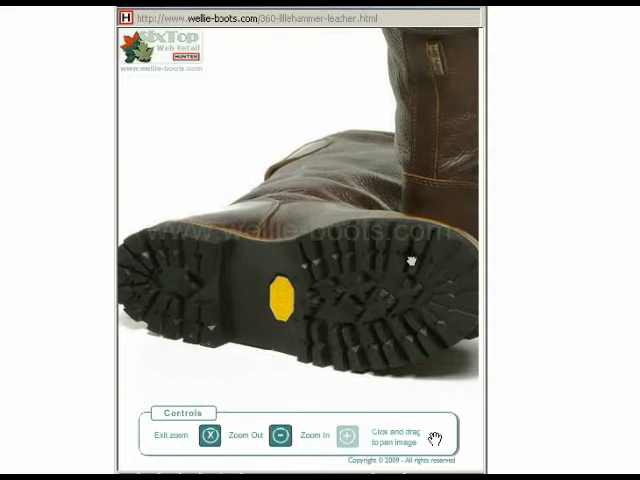 http://www.wellie-boots.com/360-lillehammer-leather.html
SixTop
Web Retail
HUNTER
www.wellie-boots.com
www.wellie-boots.com
Controls
Exit zoom X Zoom Out - Zoom In + Click and drag
to pan image
Copyright © 2009 - All rights reserved